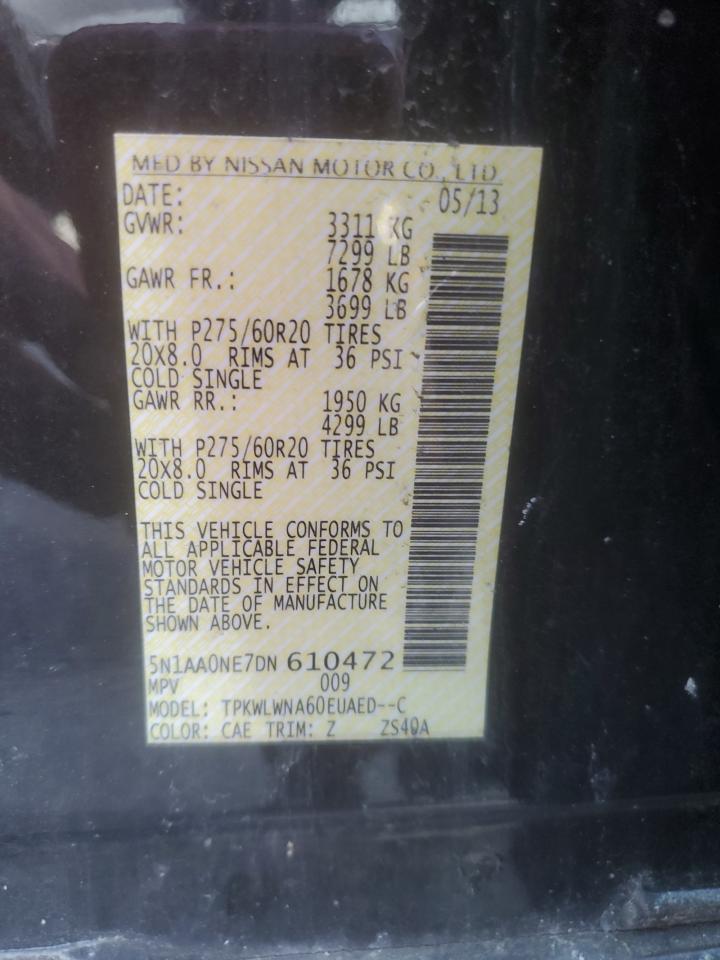 MFD BY NISSAN MOTOR CO., LTD.
DATE: 05/13
GVWR: 3311 KG
7299 LB
GAWR FR.: 1678 KG
3699 LB
WITH P275/60R20 TIRES
20X8.0 RIMS AT 36 PSI
COLD SINGLE
GAWR RR.: 1950 KG
4299 LB
WITH P275/60R20 TIRES
20X8.0 RIMS AT 36 PSI
COLD SINGLE
THIS VEHICLE CONFORMS TO
ALL APPLICABLE FEDERAL
MOTOR VEHICLE SAFETY
STANDARDS IN EFFECT ON
THE DATE OF MANUFACTURE
SHOWN ABOVE.
5N1AA0NE7DN 610472
MPV 009
MODEL: TPKWLWNA60EUAED--C
COLOR: CAE TRIM: Z ZS4QA